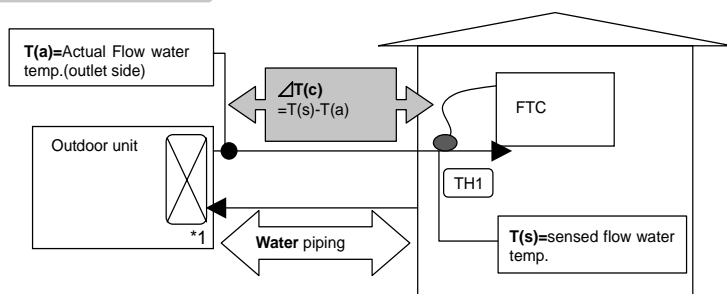 T(a)=Actual Flow water
temp.(outlet side)
⊿T(c)
=T(s)-T(a)
FTC
Outdoor unit
TH1
*1
Water piping
T(s)=sensed flow water
temp.